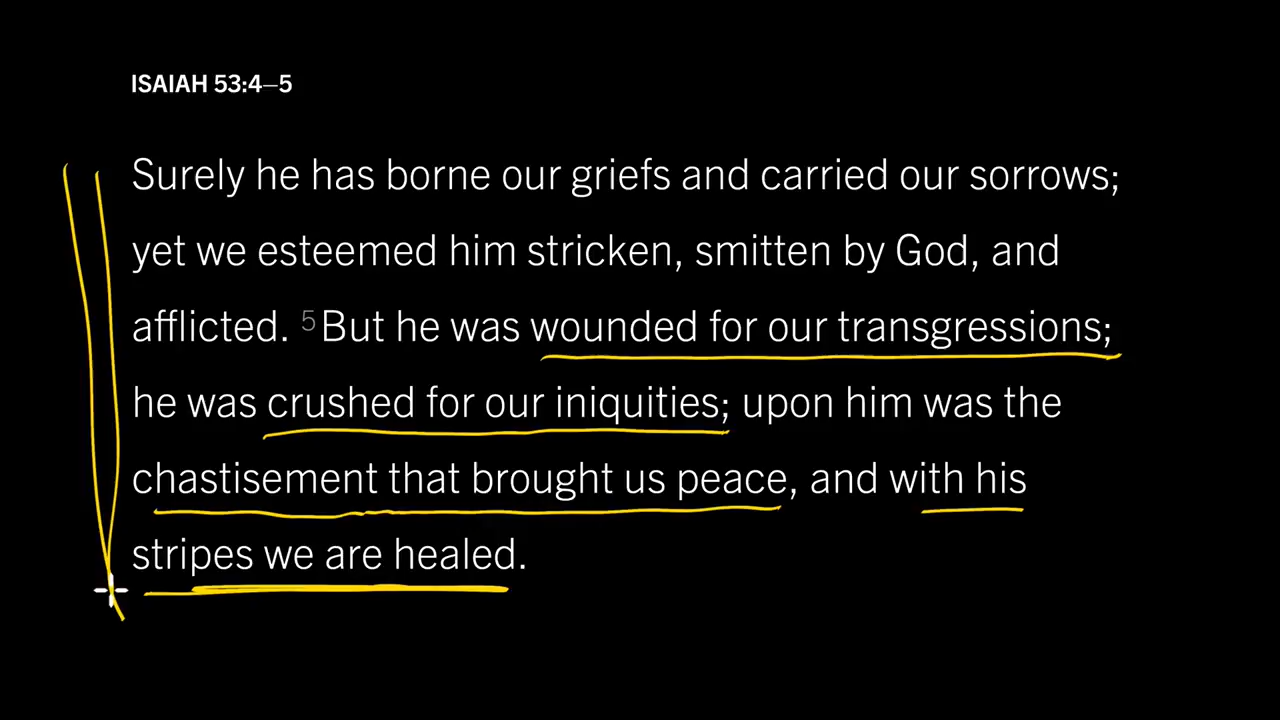 ISAIAH 53:4–5
Surely he has borne our griefs and carried our sorrows;
yet we esteemed him stricken, smitten by God, and
afflicted. 5 But he was wounded for our transgressions;
he was crushed for our iniquities; upon him was the
chastisement that brought us peace, and with his
stripes we are healed.